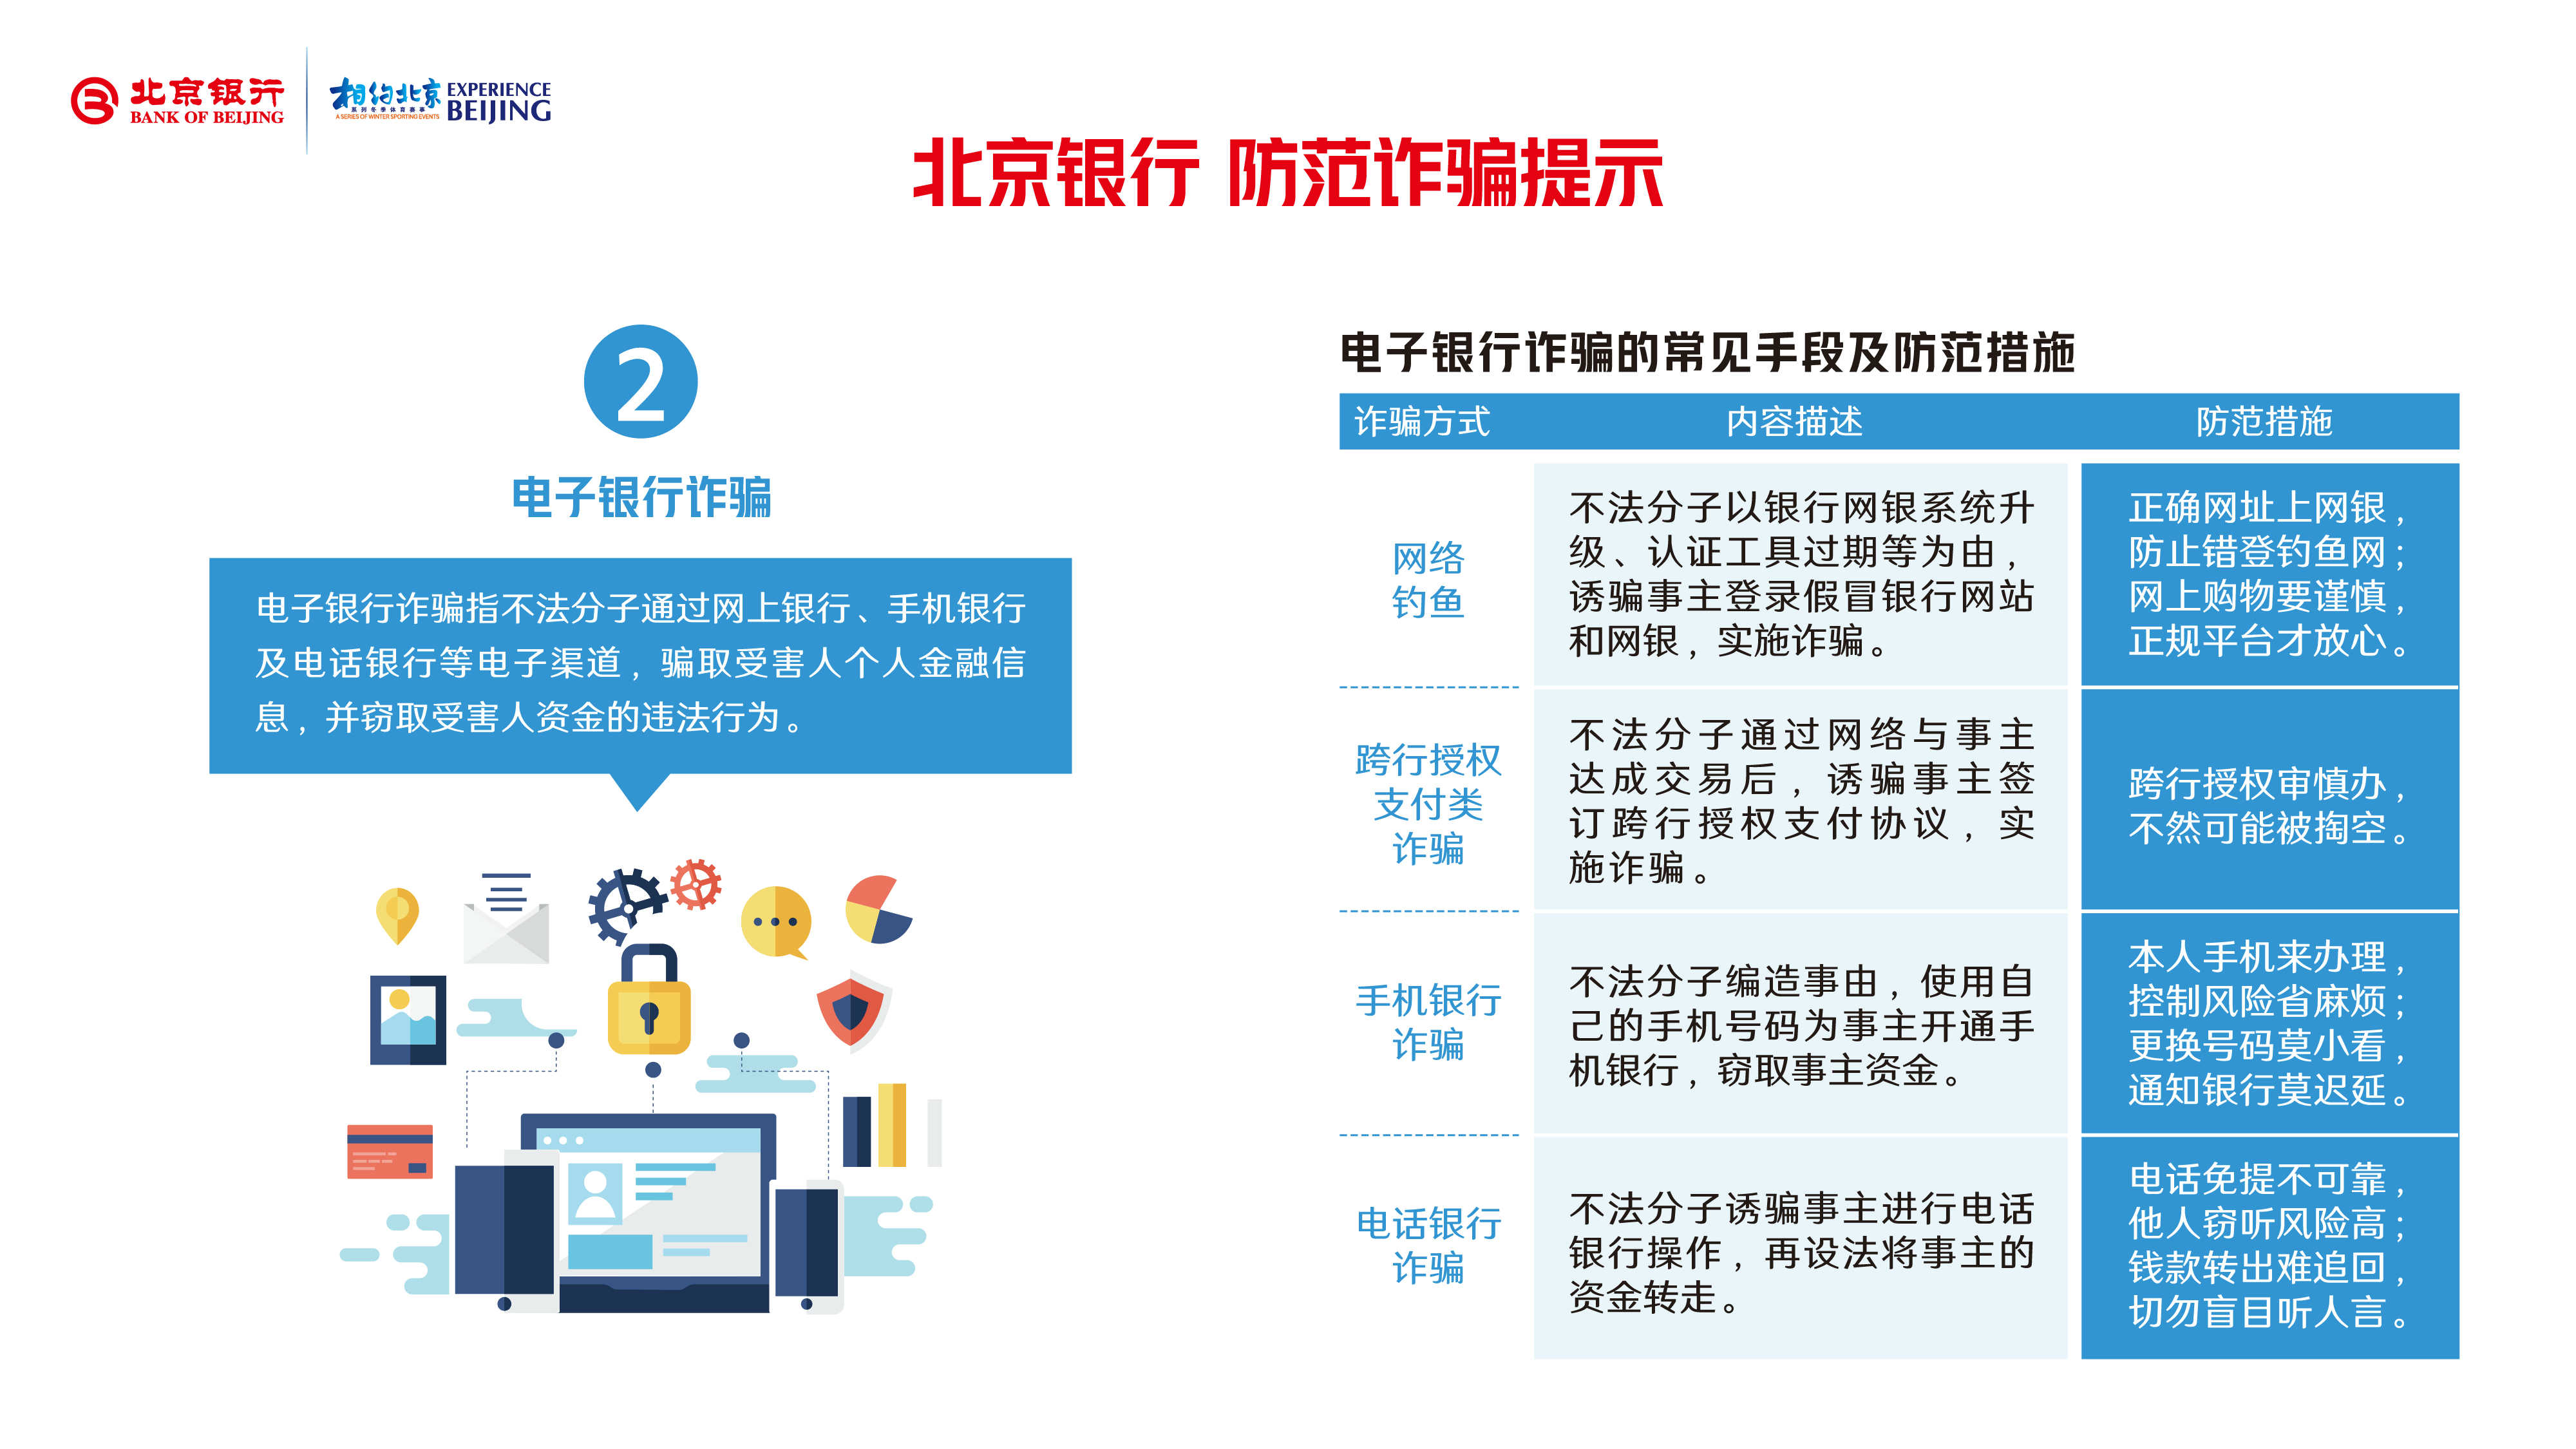 北京银行
BANK OF BEIJING
相约北京
系列冬季体育赛事
A SERIES OF WINTER SPORTING EVENTS
EXPERIENCE
BEIJING
北京银行 防范诈骗提示
2
电子银行诈骗
电子银行诈骗指不法分子通过网上银行、手机银行
及电话银行等电子渠道，骗取受害人个人金融信
息，并窃取受害人资金的违法行为。
电子银行诈骗的常见手段及防范措施
诈骗方式 内容描述 防范措施
网络
钓鱼
不法分子以银行网银系统升
级、认证工具过期等为由，
诱骗事主登录假冒银行网站
和网银，实施诈骗。
正确网址上网银，
防止错登钓鱼网；
网上购物要谨慎，
正规平台才放心。
跨行授权
支付类
诈骗
不法分子通过网络与事主
达成交易后，诱骗事主签
订跨行授权支付协议，实
施诈骗。
跨行授权审慎办，
不然可能被掏空。
手机银行
诈骗
不法分子编造事由，使用自
己的手机号码为事主开通手
机银行，窃取事主资金。
本人手机来办理，
控制风险省麻烦；
更换号码莫小看，
通知银行莫迟延。
电话银行
诈骗
不法分子诱骗事主进行电话
银行操作，再设法将事主的
资金转走。
电话免提不可靠，
他人窃听风险高；
钱款转出难追回，
切勿盲目听人言。